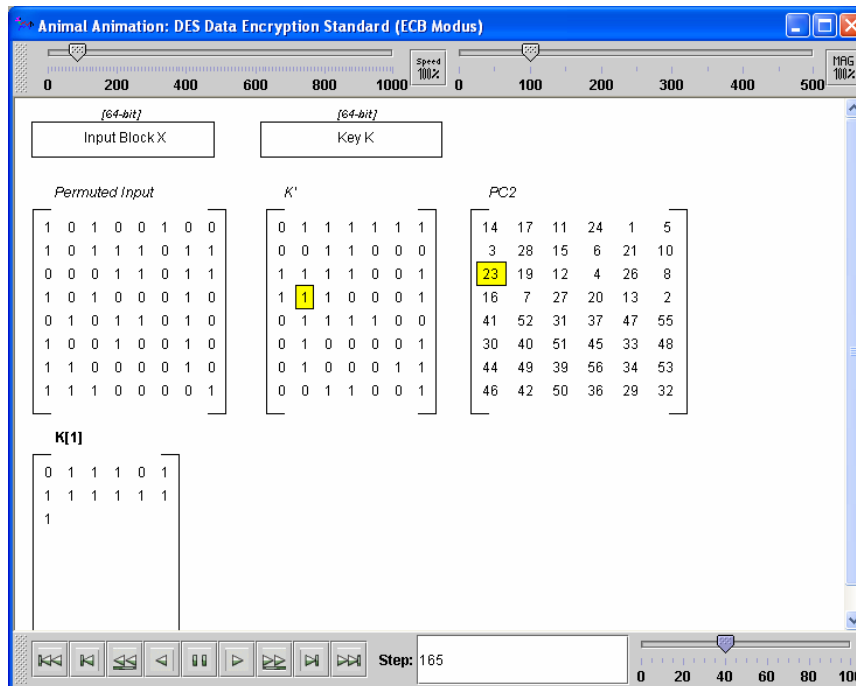 Animal Animation: DES Data Encryption Standard (ECB Modus)
0 200 400 600 800 1000
Speed 100%
0 100 200 300 400 500
MAG 100%
[64-bit] [64-bit]
Input Block X Key K
Permuted Input K' PC2
1 0 1 0 0 1 0 0 0 1 1 1 1 1 1 14 17 11 24 1 5
1 0 1 1 1 0 1 1 0 0 1 1 0 0 0 3 28 15 6 21 10
0 0 0 1 1 0 1 1 1 1 1 1 0 0 1 23 19 12 4 26 8
1 0 1 0 0 0 1 0 1 1 1 0 0 0 1 16 7 27 20 13 2
0 1 0 1 1 0 1 0 0 1 1 1 1 0 0 41 52 31 37 47 55
1 0 0 1 0 0 1 0 0 1 0 0 0 0 1 30 40 51 45 33 48
1 1 0 0 0 0 1 0 0 1 0 0 0 1 1 44 49 39 56 34 53
1 1 1 0 0 0 0 1 0 0 1 1 0 0 1 46 42 50 36 29 32
K[1]
0 1 1 1 0 1
1 1 1 1 1 1
1
Step: 165
0 20 40 60 80 100